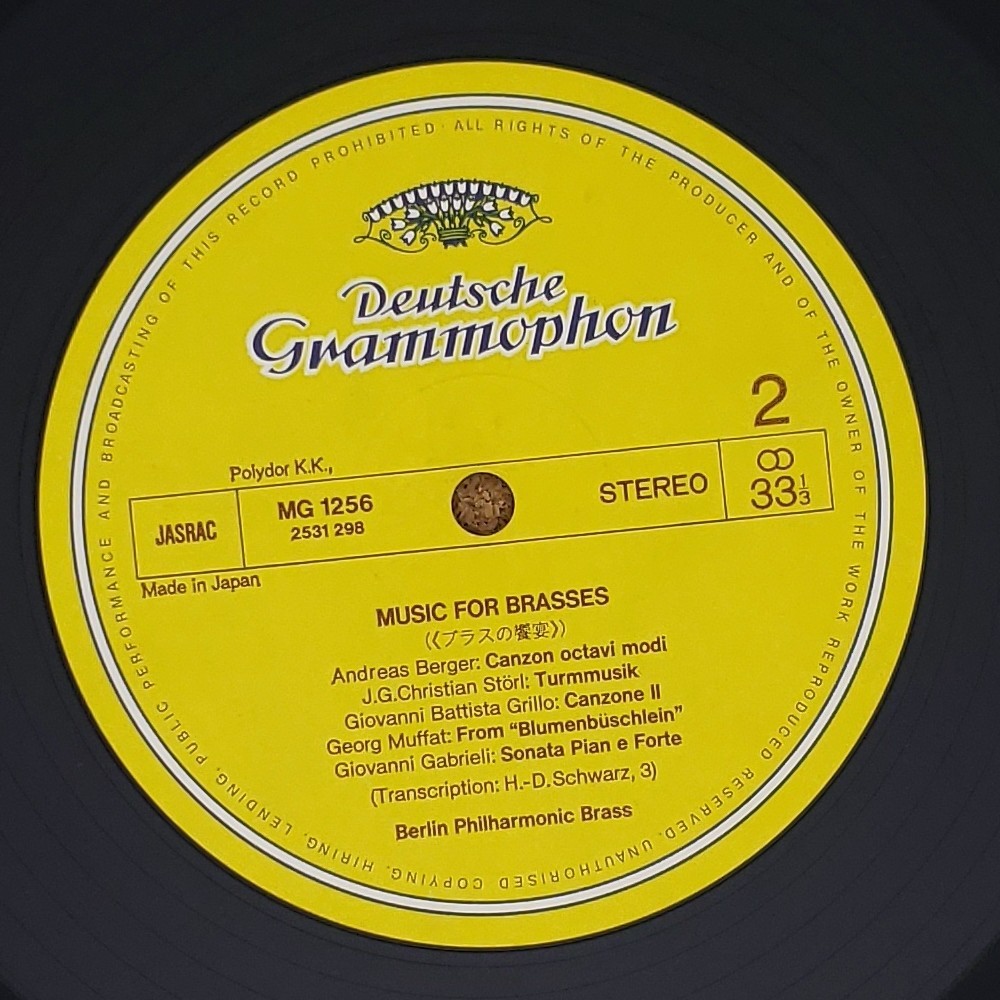 Deutsche
Grammophon
2
Polydor K.K.,
JASRAC
MG 1256
2531 298
STEREO
33⅓
Made in Japan
MUSIC FOR BRASSES
(《ブラスの饗宴》)
Andreas Berger: Canzon octavi modi
J.G.Christian Störl: Turmmusik
Giovanni Battista Grillo: Canzone II
Georg Muffat: From “Blumenbüschlein”
Giovanni Gabrieli: Sonata Pian e Forte
(Transcription: H.-D.Schwarz, 3)
Berlin Philharmonic Brass
ALL RIGHTS OF THE PRODUCER AND OF THE OWNER OF THE WORK REPRODUCED RESERVED. UNAUTHORISED COPYING, HIRING, LENDING, PUBLIC PERFORMANCE AND BROADCASTING OF THIS RECORD PROHIBITED ·